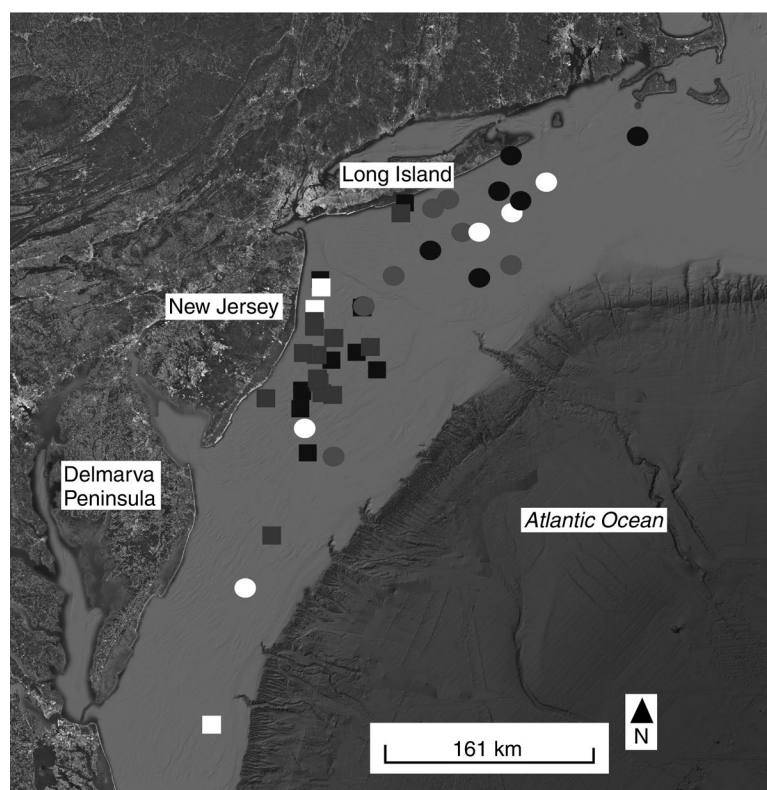 Long Island
New Jersey
Delmarva
Peninsula
Atlantic Ocean
161 km
N